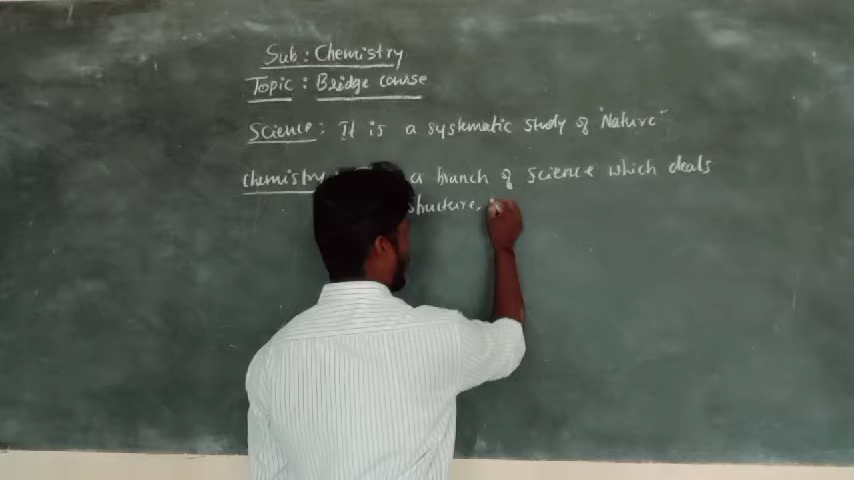 Sub : Chemistry
Topic : Bridge course
Science : It is a systematic study of "Nature"
Chemistry a branch of science which deals
structure,